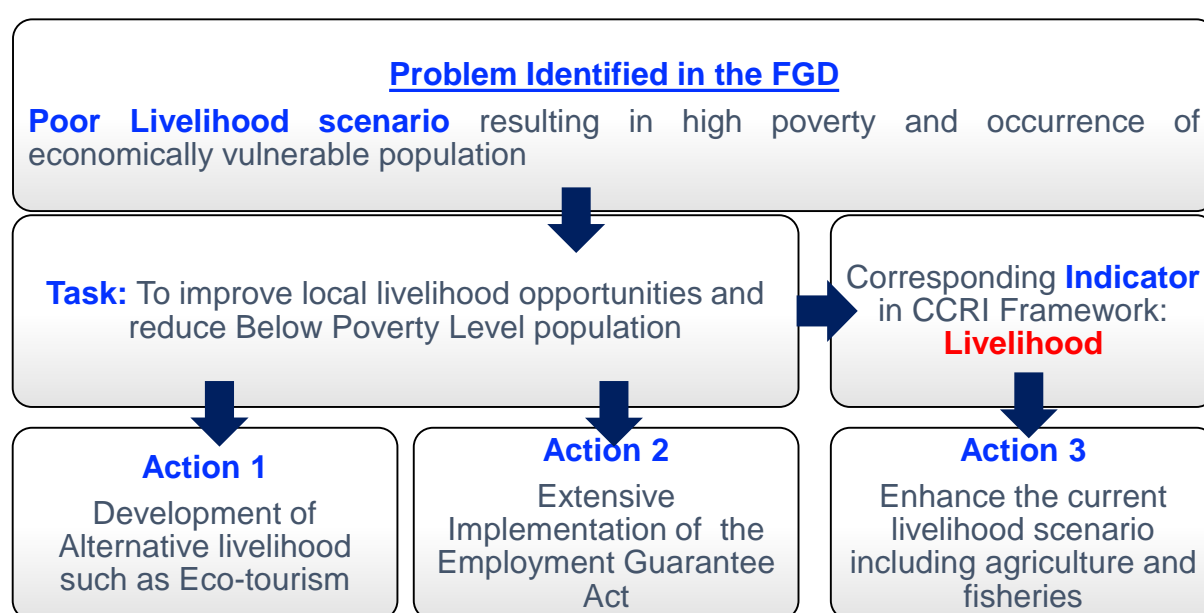 Problem Identified in the FGD
Poor Livelihood scenario resulting in high poverty and occurrence of
economically vulnerable population
Task: To improve local livelihood opportunities and
reduce Below Poverty Level population
Corresponding Indicator
in CCRI Framework:
Livelihood
Action 1
Development of
Alternative livelihood
such as Eco-tourism
Action 2
Extensive
Implementation of the
Employment Guarantee
Act
Action 3
Enhance the current
livelihood scenario
including agriculture and
fisheries